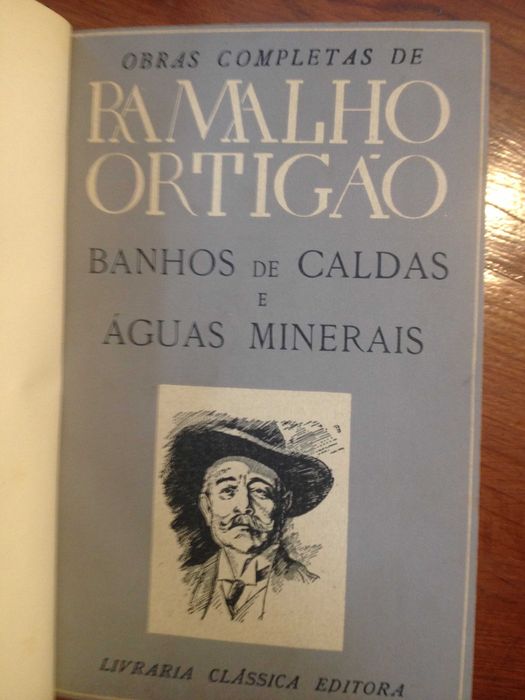 OBRAS COMPLETAS DE
RAMALHO
ORTIGÃO
BANHOS DE CALDAS
E
ÁGUAS MINERAIS
LIVRARIA CLÁSSICA EDITORA